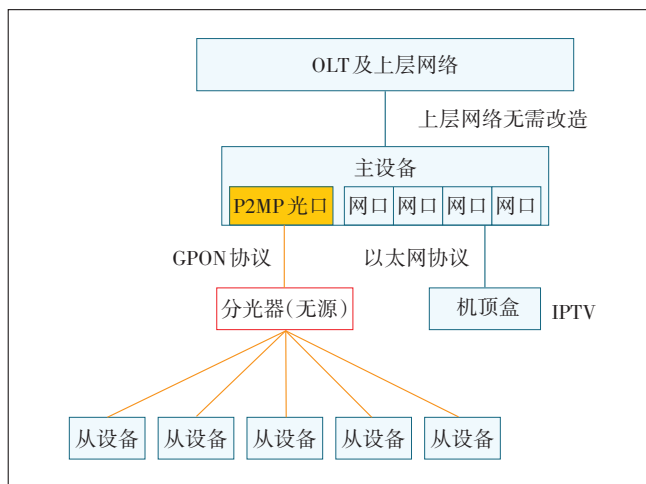 OLT及上层网络
上层网络无需改造
主设备
P2MP光口 网口 网口 网口 网口
GPON协议 以太网协议
分光器(无源) 机顶盒 IPTV
从设备 从设备 从设备 从设备 从设备